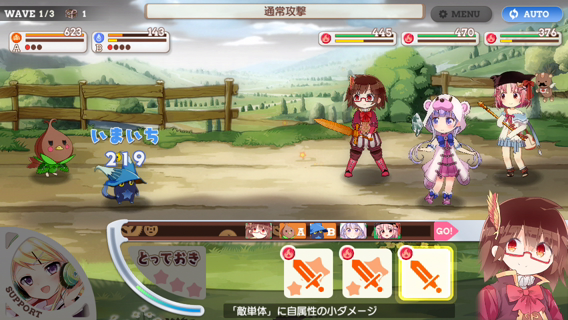 WAVE 1/3 1
通常攻撃
MENU
AUTO
623
143
445
470
376
A
B
いまいち
219
A B GO!
とっておき
SUPPORT
「敵単体」に自属性の小ダメージ